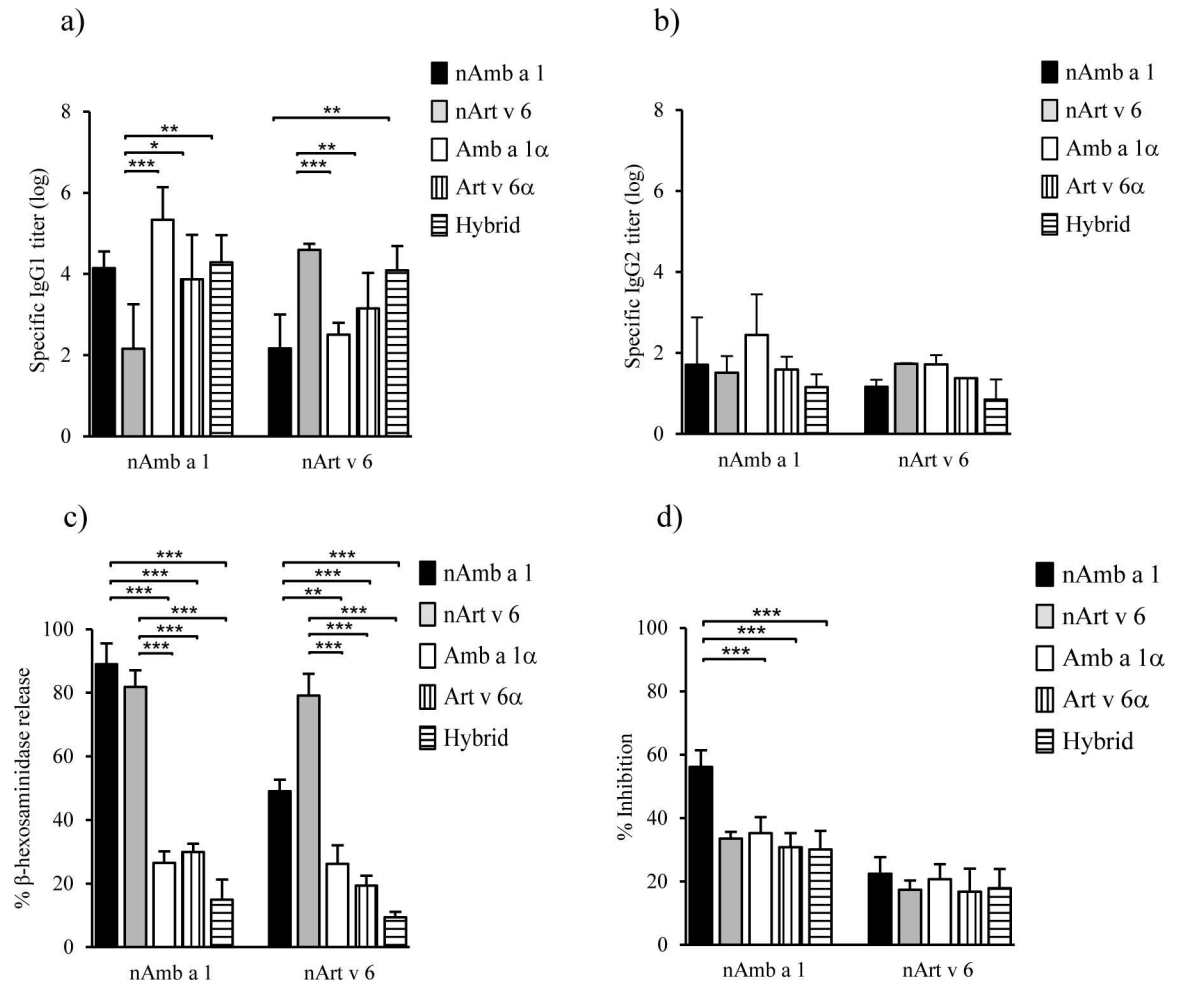 a)
nAmb a 1
nArt v 6
Amb a 1α
Art v 6α
Hybrid
Specific IgG1 titer (log)
8
6
4
2
0
**
*
***
**
**
***
nAmb a 1
nArt v 6
b)
nAmb a 1
nArt v 6
Amb a 1α
Art v 6α
Hybrid
Specific IgG2 titer (log)
8
6
4
2
0
nAmb a 1
nArt v 6
c)
nAmb a 1
nArt v 6
Amb a 1α
Art v 6α
Hybrid
% β-hexosaminidase release
100
80
60
40
20
0
***
***
***
***
***
***
***
***
**
***
***
***
nAmb a 1
nArt v 6
d)
nAmb a 1
nArt v 6
Amb a 1α
Art v 6α
Hybrid
% Inhibition
100
80
60
40
20
0
***
***
***
nAmb a 1
nArt v 6